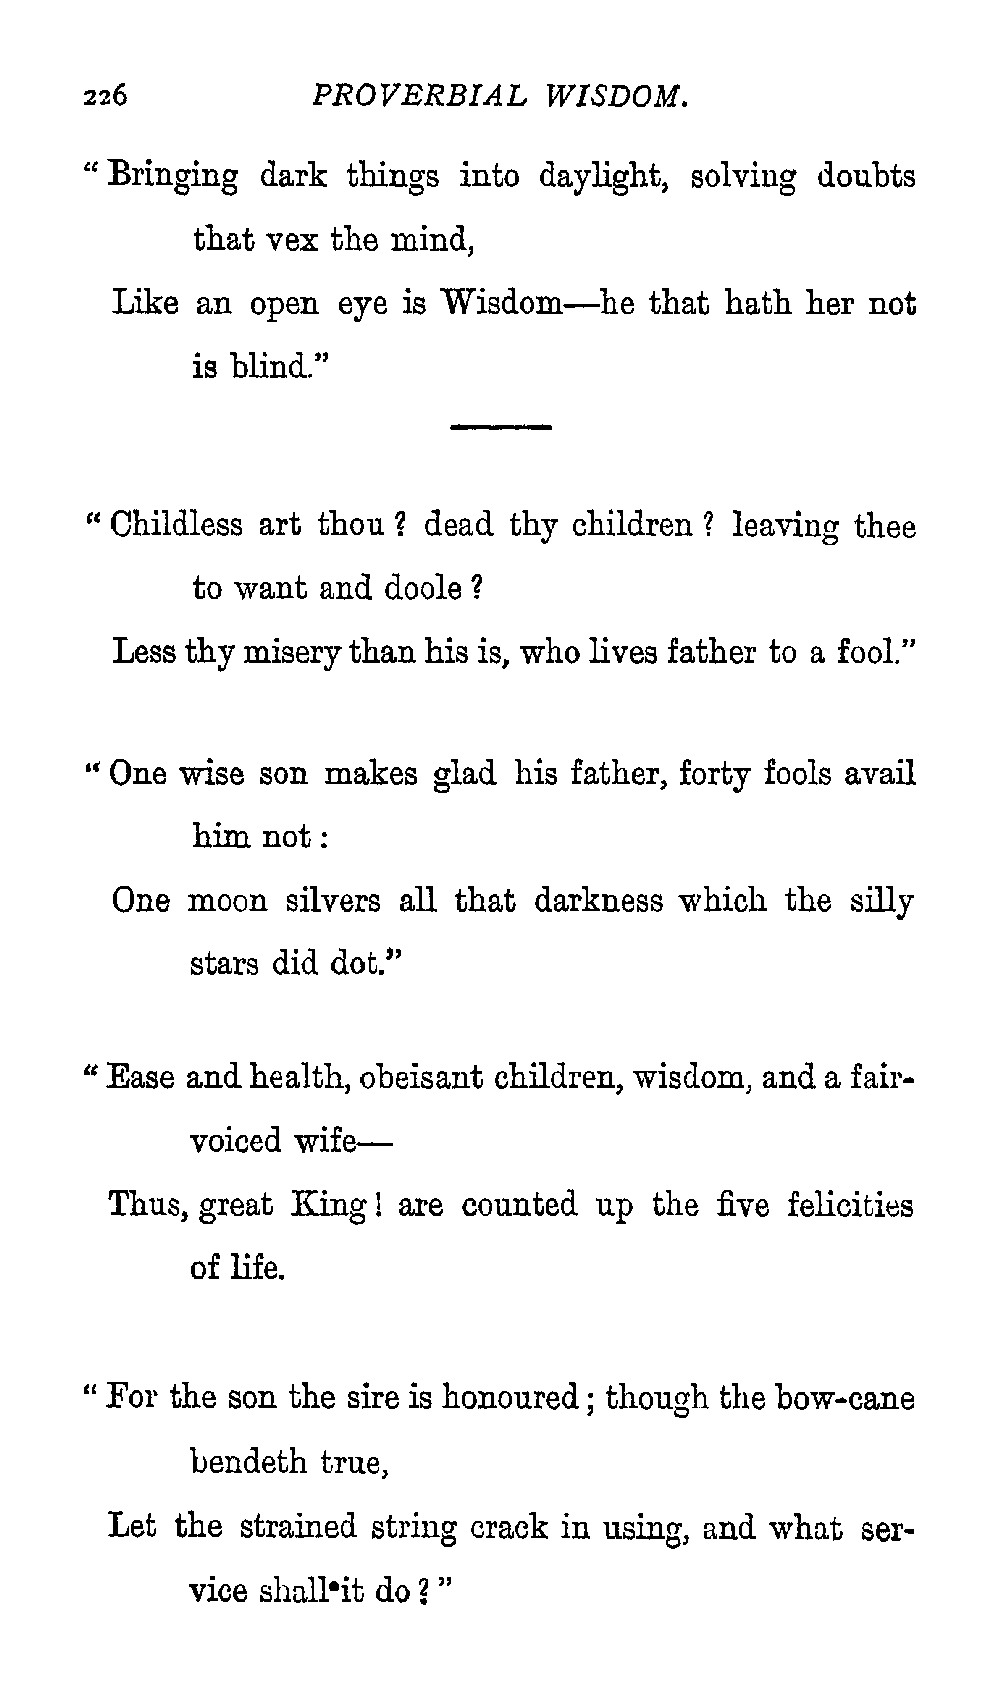 226 PROVERBIAL WISDOM.
“ Bringing dark things into daylight, solving doubts
that vex the mind,
Like an open eye is Wisdom—he that hath her not
is blind.”
“ Childless art thou ? dead thy children ? leaving thee
to want and doole ?
Less thy misery than his is, who lives father to a fool.”
“ One wise son makes glad his father, forty fools avail
him not :
One moon silvers all that darkness which the silly
stars did dot.”
“ Ease and health, obeisant children, wisdom, and a fair-
voiced wife—
Thus, great King ! are counted up the five felicities
of life.
“ For the son the sire is honoured ; though the bow-cane
bendeth true,
Let the strained string crack in using, and what ser-
vice shall it do ? ”